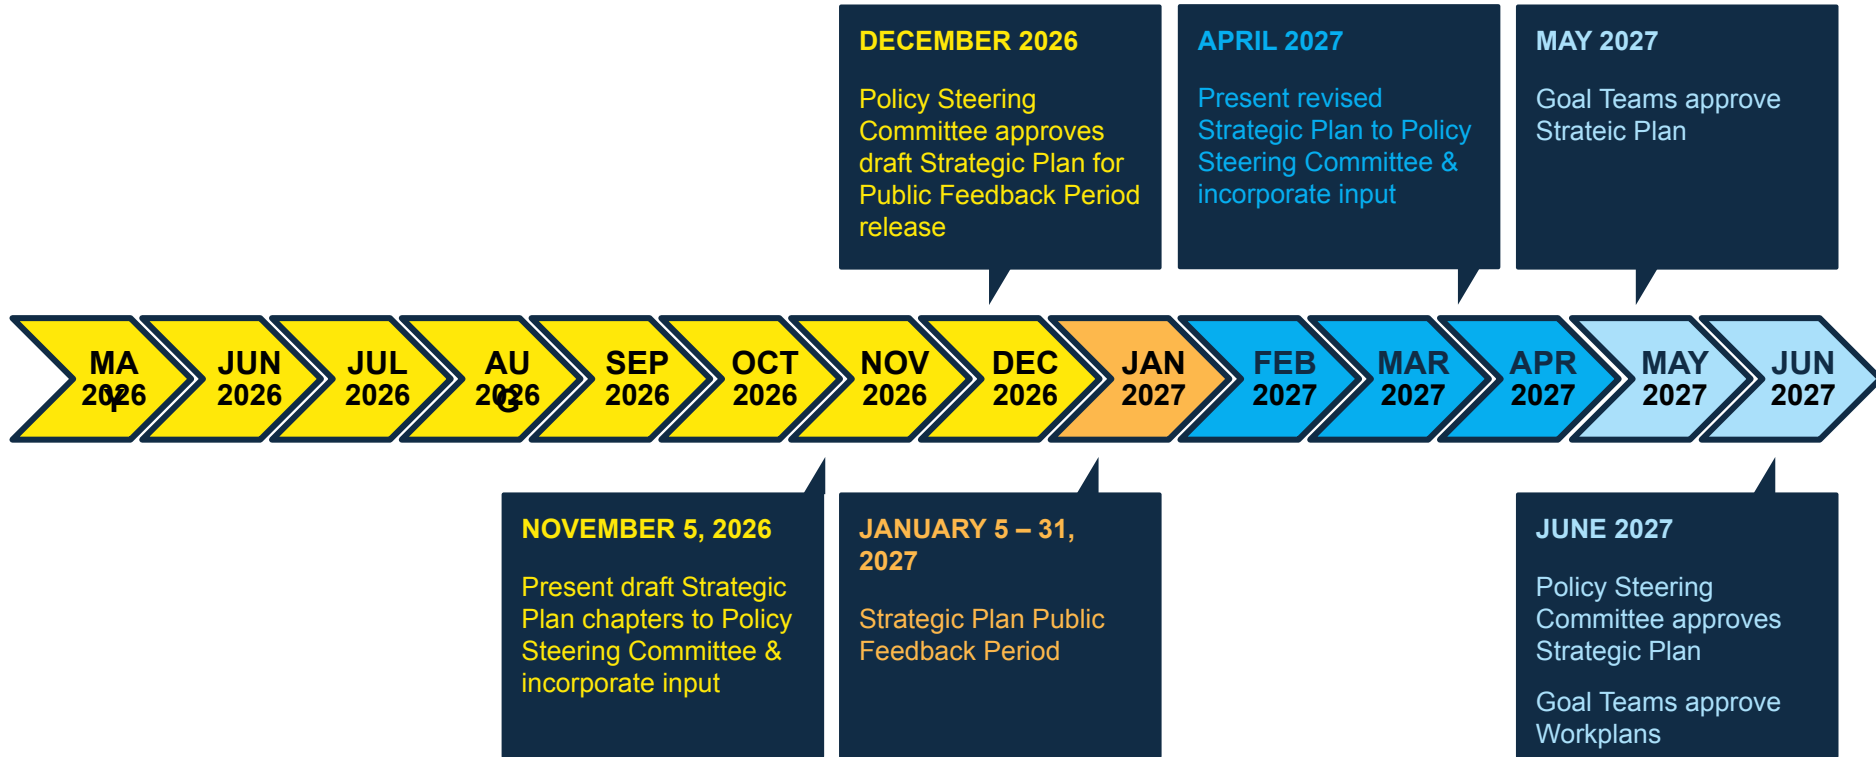 DECEMBER 2026
Policy Steering
Committee approves
draft Strategic Plan for
Public Feedback Period
release
APRIL 2027
Present revised
Strategic Plan to Policy
Steering Committee &
incorporate input
MAY 2027
Goal Teams approve
Strateic Plan
MAY
2026
JUN
2026
JUL
2026
AUG
2026
SEP
2026
OCT
2026
NOV
2026
DEC
2026
JAN
2027
FEB
2027
MAR
2027
APR
2027
MAY
2027
JUN
2027
NOVEMBER 5, 2026
Present draft Strategic
Plan chapters to Policy
Steering Committee &
incorporate input
JANUARY 5 – 31,
2027
Strategic Plan Public
Feedback Period
JUNE 2027
Policy Steering
Committee approves
Strategic Plan
Goal Teams approve
Workplans